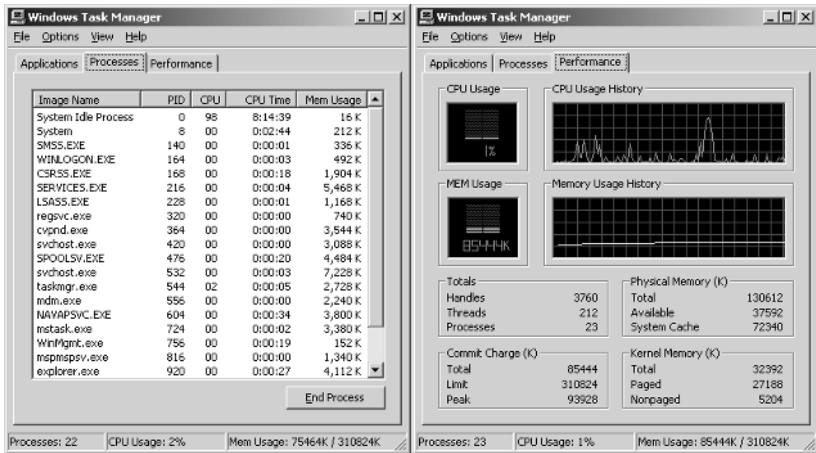 Windows Task Manager
File Options View Help
Applications Processes Performance
Image Name PID CPU CPU Time Mem Usage
System Idle Process 0 98 8:14:39 16 K
System 8 00 0:02:44 212 K
SMSS.EXE 140 00 0:00:01 336 K
WINLOGON.EXE 164 00 0:00:03 492 K
CSRSS.EXE 168 00 0:00:18 1,904 K
SERVICES.EXE 216 00 0:00:04 5,468 K
LSASS.EXE 228 00 0:00:01 1,168 K
regsvc.exe 320 00 0:00:00 740 K
cvpnd.exe 364 00 0:00:00 3,544 K
svchost.exe 420 00 0:00:00 3,088 K
SPOOLSV.EXE 476 00 0:00:20 4,484 K
svchost.exe 532 00 0:00:03 7,228 K
taskmgr.exe 544 02 0:00:05 2,728 K
mdm.exe 556 00 0:00:00 2,240 K
NAVAPSVC.EXE 604 00 0:00:34 3,800 K
mstask.exe 724 00 0:00:02 3,380 K
WinMgmt.exe 756 00 0:00:19 152 K
mspmspsv.exe 816 00 0:00:00 1,340 K
explorer.exe 920 00 0:00:27 4,112 K
End Process
Processes: 22 CPU Usage: 2% Mem Usage: 75464K / 310824K
Windows Task Manager
File Options View Help
Applications Processes Performance
CPU Usage CPU Usage History
1%
MEM Usage Memory Usage History
85444K
Totals
Handles 3760
Threads 212
Processes 23
Physical Memory (K)
Total 130612
Available 37592
System Cache 72340
Commit Charge (K)
Total 85444
Limit 310824
Peak 93928
Kernel Memory (K)
Total 32392
Paged 27188
Nonpaged 5204
Processes: 23 CPU Usage: 1% Mem Usage: 85444K / 310824K